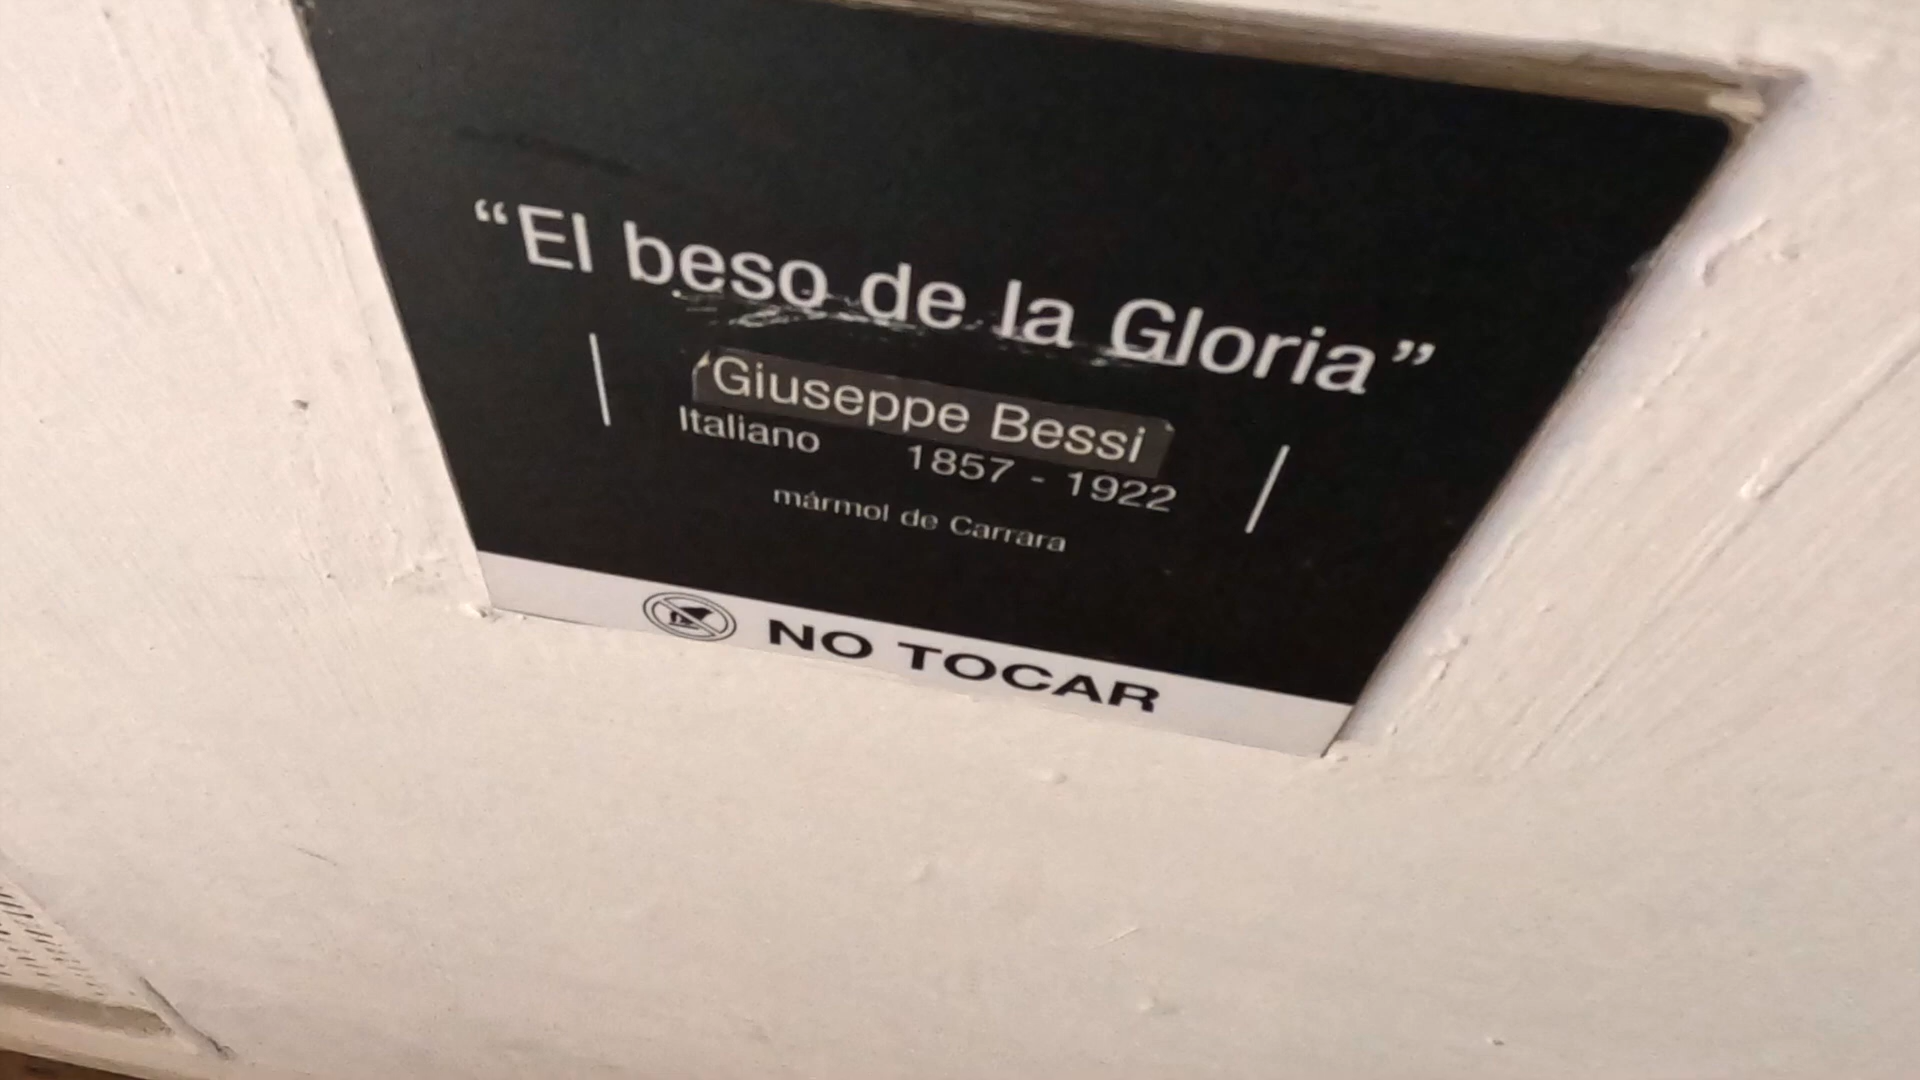 “El beso de la Gloria”
Giuseppe Bessi
Italiano 1857 - 1922
mármol de Carrara
NO TOCAR